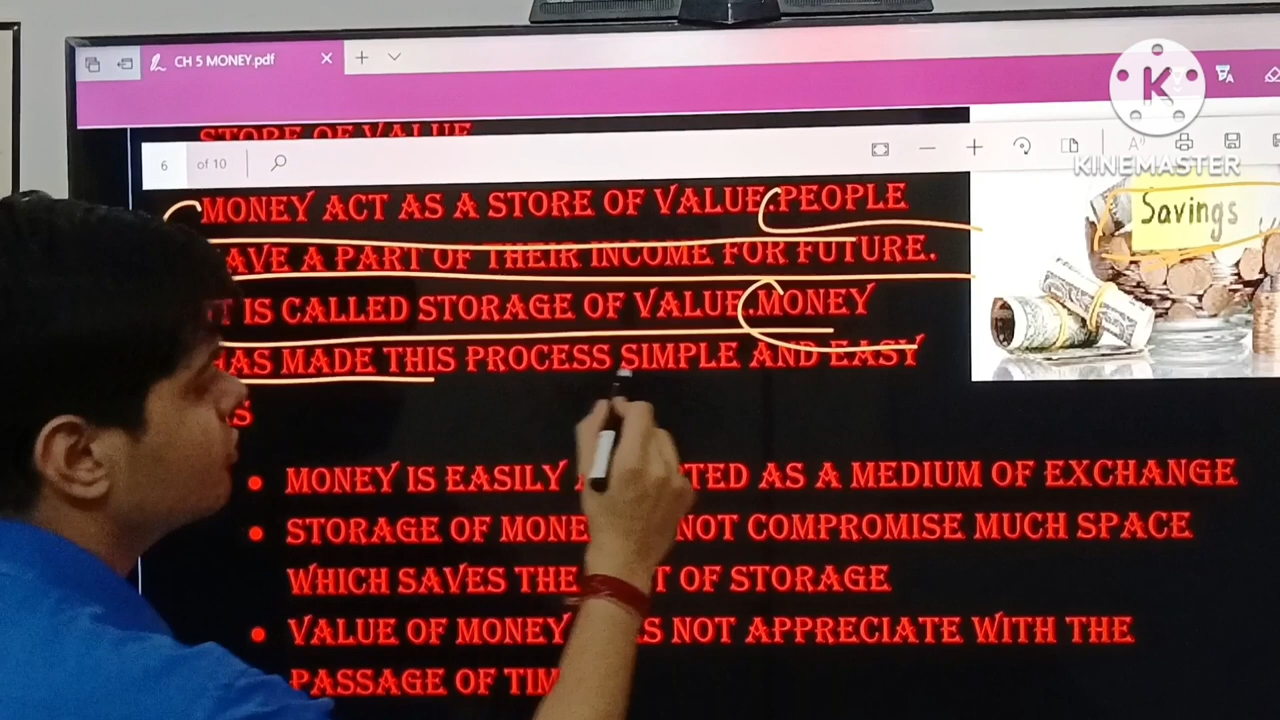 CH 5 MONEY.pdf
K
KINEMASTER
6 of 10
STORE OF VALUE
MONEY ACT AS A STORE OF VALUE.PEOPLE
AVE A PART OF THEIR INCOME FOR FUTURE.
IS CALLED STORAGE OF VALUE.MONEY
HAS MADE THIS PROCESS SIMPLE AND EASY
Savings
MONEY IS EASILY AS A MEDIUM OF EXCHANGE
STORAGE OF NOT COMPROMISE MUCH SPACE
WHICH SAVES THE OF STORAGE
VALUE OF MONEY NOT APPRECIATE WITH THE
PASSAGE OF